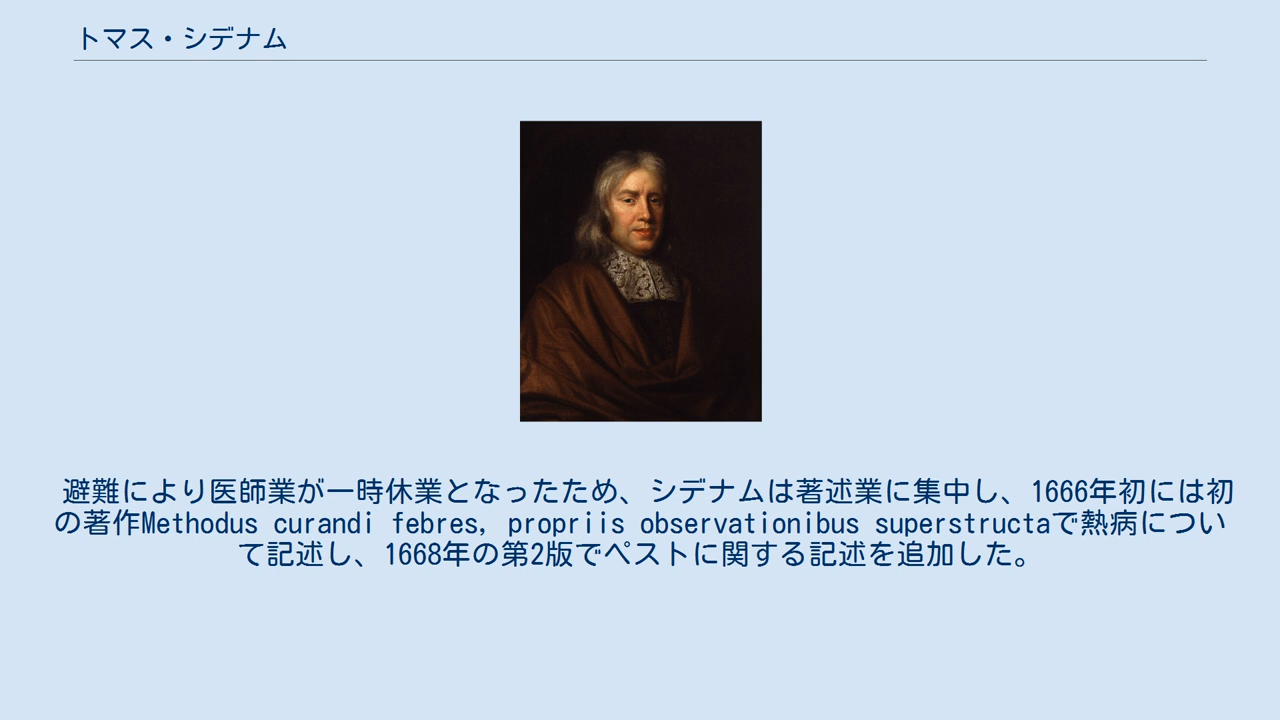 トマス・シデナム
避難により医師業が一時休業となったため、シデナムは著述業に集中し、1666年初には初
の著作Methodus curandi febres, propriis observationibus superstructaで熱病につい
て記述し、1668年の第2版でペストに関する記述を追加した。